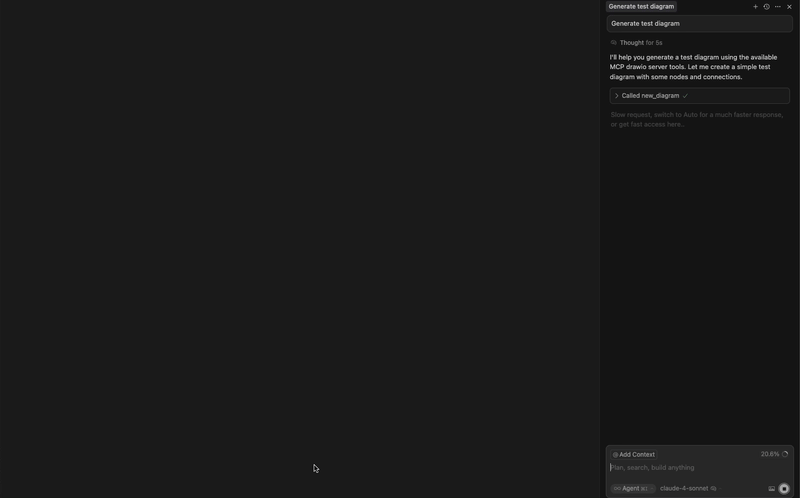 Generate test diagram
Generate test diagram
Thought for 5s
I'll help you generate a test diagram using the available
MCP drawio server tools. Let me create a simple test
diagram with some nodes and connections.
Called new_diagram
Slow request, switch to Auto for a much faster response,
or get fast access here...
@ Add Context
20.6%
Plan, search, build anything
∞ Agent
claude-4-sonnet